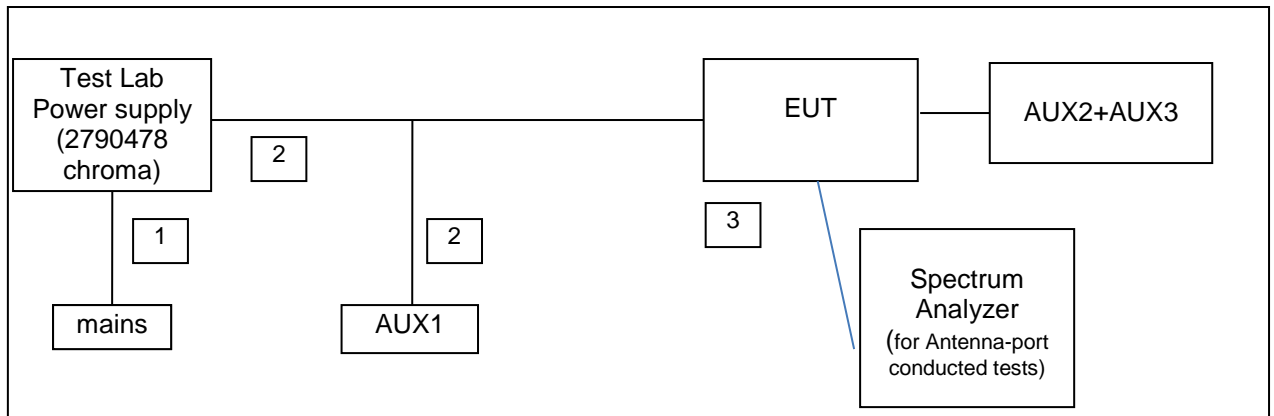 Test Lab
Power supply
(2790478
chroma)
EUT
AUX2+AUX3
2
1
2
3
mains
AUX1
Spectrum
Analyzer
(for Antenna-port
conducted tests)